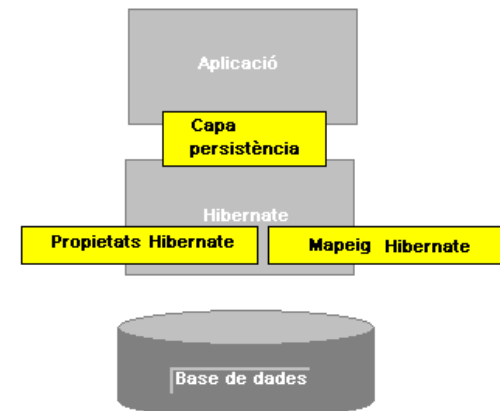 Aplicació
Capa
persistència
Hibernate
Propietats Hibernate
Mapeig Hibernate
Base de dades